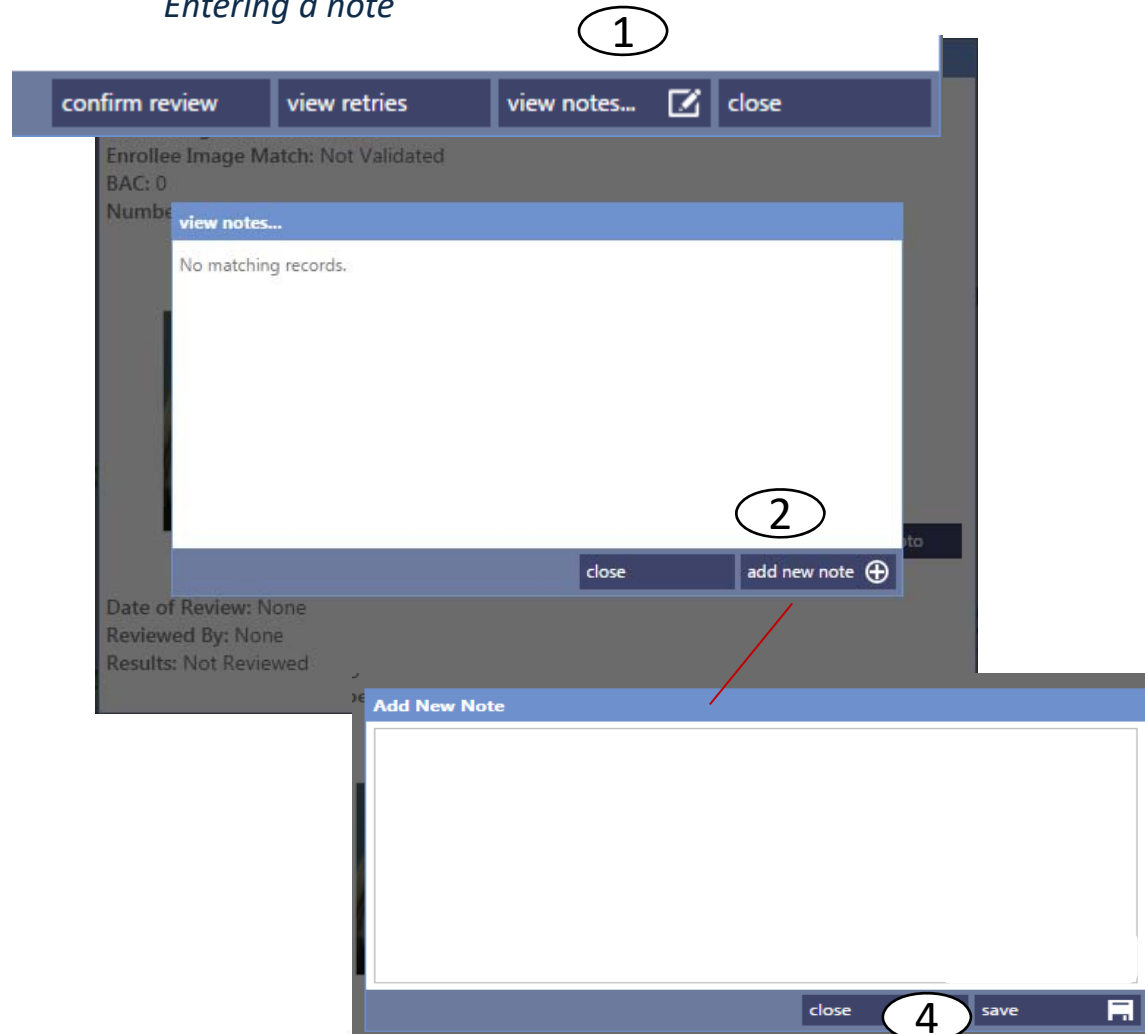 Entering a note
1
confirm review view retries view notes... close
Enrollee Image Match: Not Validated
BAC: 0
Numbe
view notes...
No matching records.
2
close add new note
oto
Date of Review: None
Reviewed By: None
Results: Not Reviewed
Add New Note
close 4 save